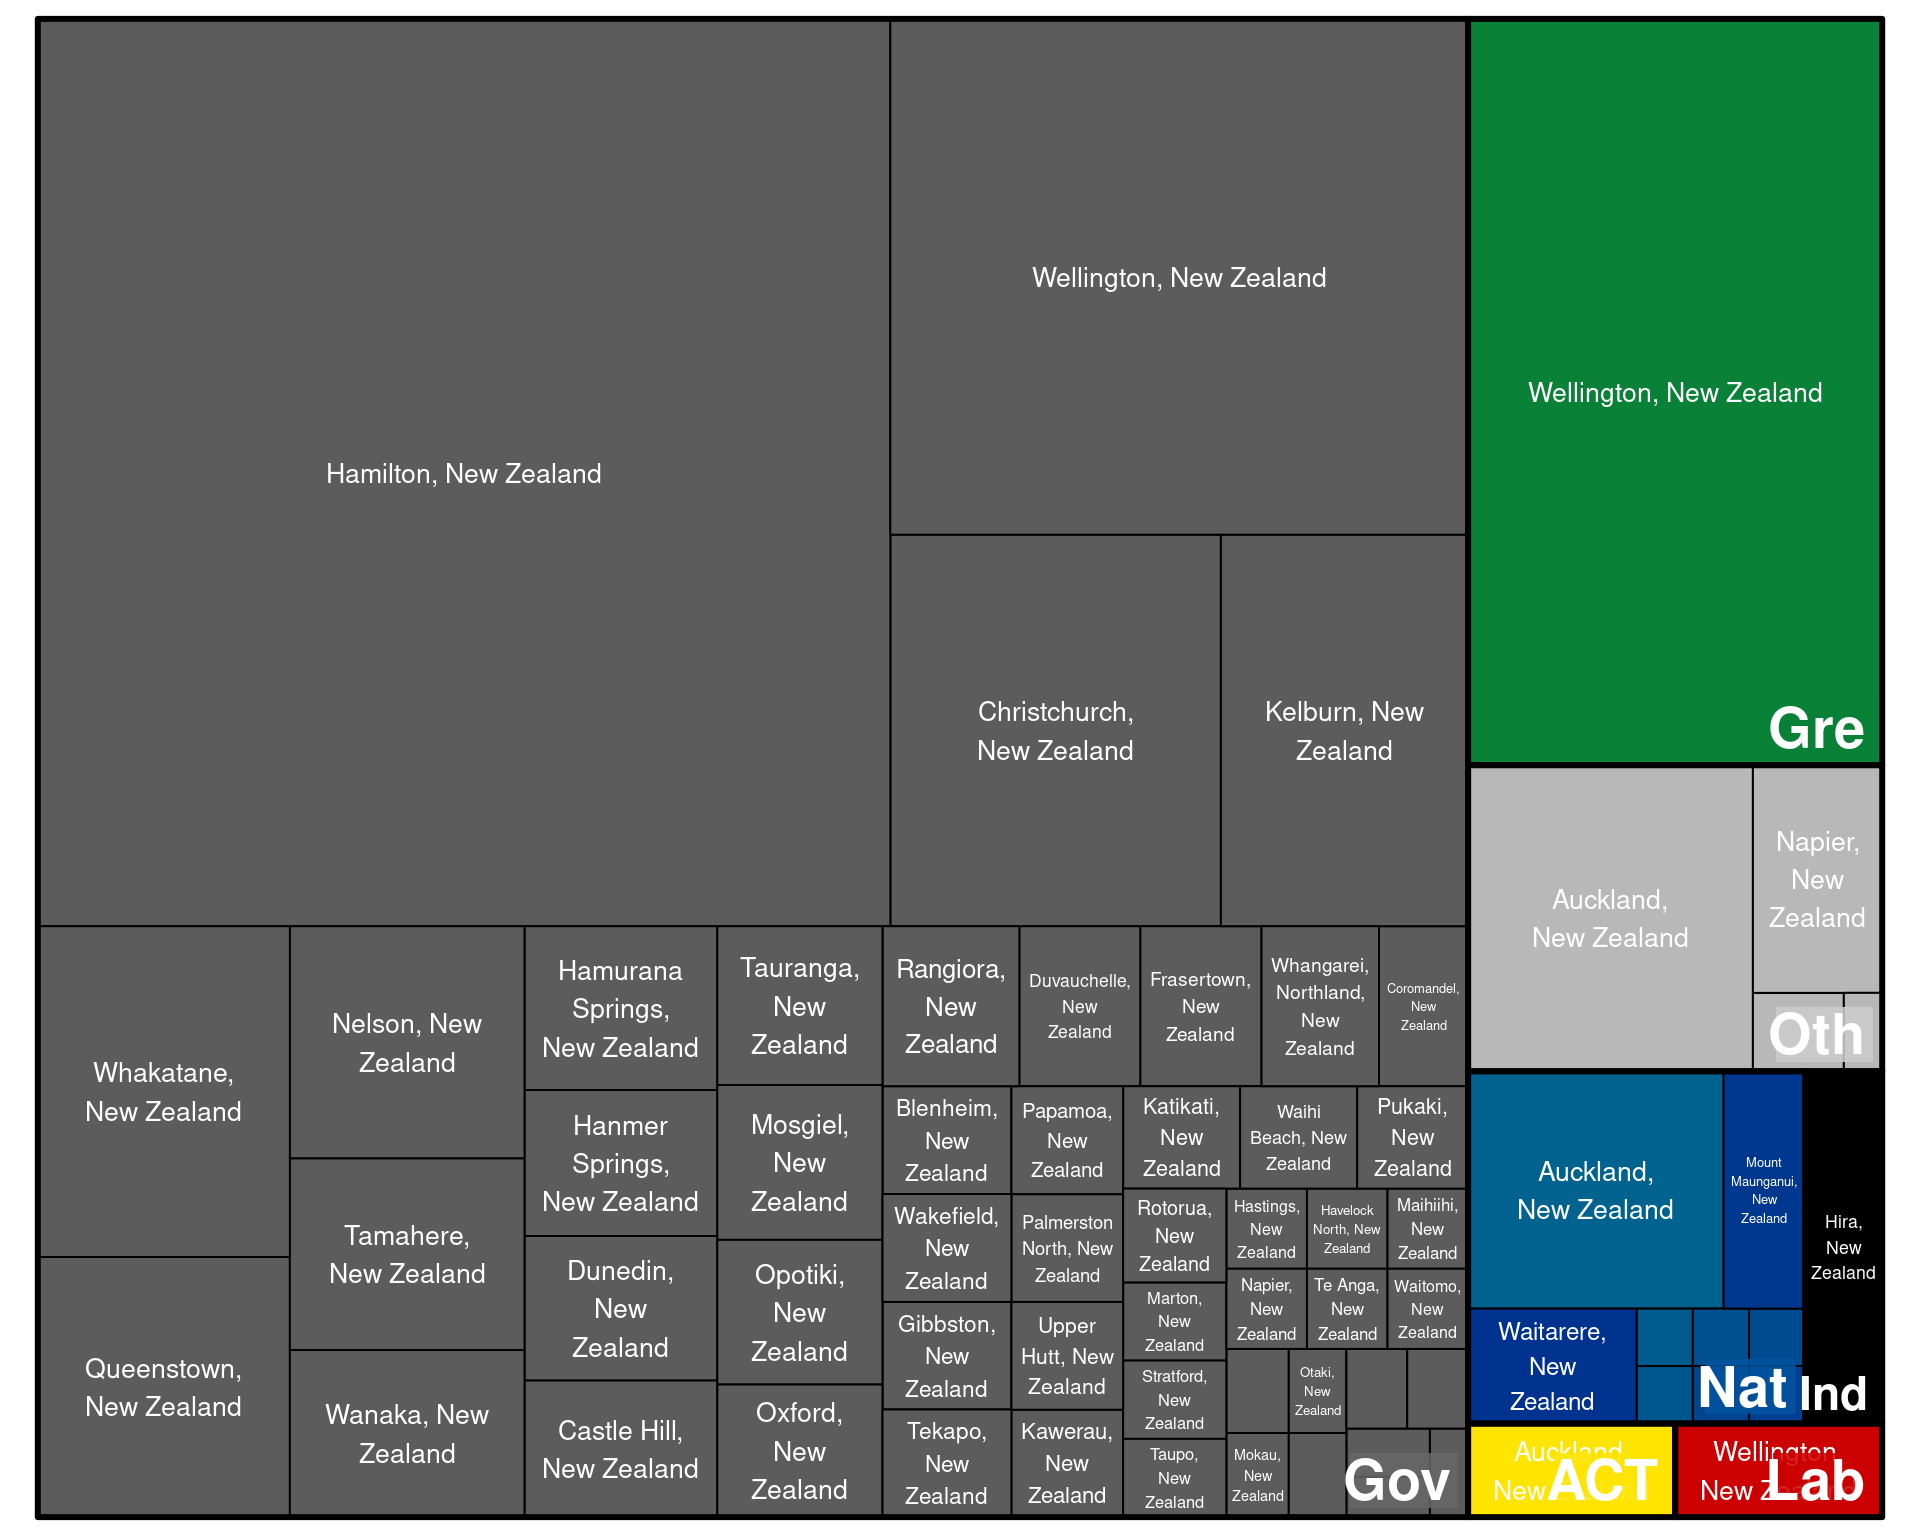 Hamilton, New Zealand
Wellington, New Zealand
Christchurch,
New Zealand
Kelburn, New
Zealand
Whakatane,
New Zealand
Queenstown,
New Zealand
Nelson, New
Zealand
Tamahere,
New Zealand
Wanaka, New
Zealand
Hamurana
Springs,
New Zealand
Hanmer
Springs,
New Zealand
Dunedin,
New
Zealand
Castle Hill,
New Zealand
Tauranga,
New
Zealand
Mosgiel,
New
Zealand
Opotiki,
New
Zealand
Oxford,
New
Zealand
Rangiora,
New
Zealand
Duvauchelle,
New
Zealand
Frasertown,
New
Zealand
Whangarei,
Northland,
New
Zealand
Coromandel,
New
Zealand
Blenheim,
New
Zealand
Wakefield,
New
Zealand
Gibbston,
New
Zealand
Tekapo,
New
Zealand
Papamoa,
New
Zealand
Palmerston
North, New
Zealand
Upper
Hutt, New
Zealand
Kawerau,
New
Zealand
Katikati,
New
Zealand
Waihi
Beach, New
Zealand
Pukaki,
New
Zealand
Rotorua,
New
Zealand
Marton,
New
Zealand
Stratford,
New
Zealand
Taupo,
New
Zealand
Hastings,
New
Zealand
Havelock
North, New
Zealand
Maihiihi,
New
Zealand
Napier,
New
Zealand
Te Anga,
New
Zealand
Waitomo,
New
Zealand
Otaki,
New
Zealand
Mokau,
New
Zealand
Gov
Wellington, New Zealand
Gre
Auckland,
New Zealand
Napier,
New
Zealand
Oth
Auckland,
New Zealand
Mount
Maunganui,
New
Zealand
Waitarere,
New
Zealand
Nat
Hira,
New
Zealand
Ind
Auckland,
New
ACT
Wellington,
New Zealand
Lab